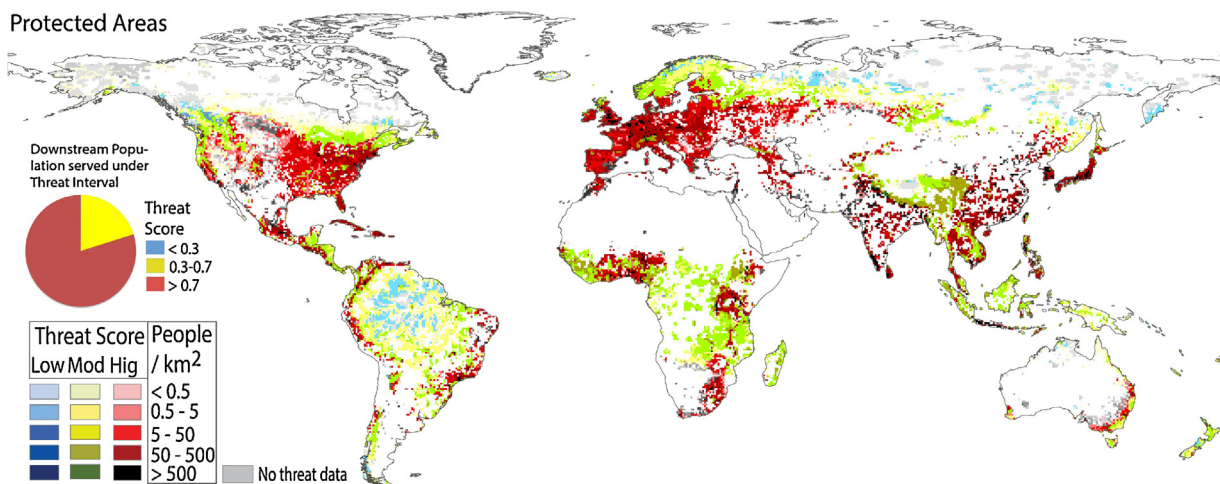 Protected Areas
Downstream Popu-
lation served under
Threat Interval
Threat
Score
< 0.3
0.3-0.7
> 0.7
Threat Score
Low Mod Hig
People
/ km²
< 0.5
0.5 - 5
5 - 50
50 - 500
> 500
No threat data